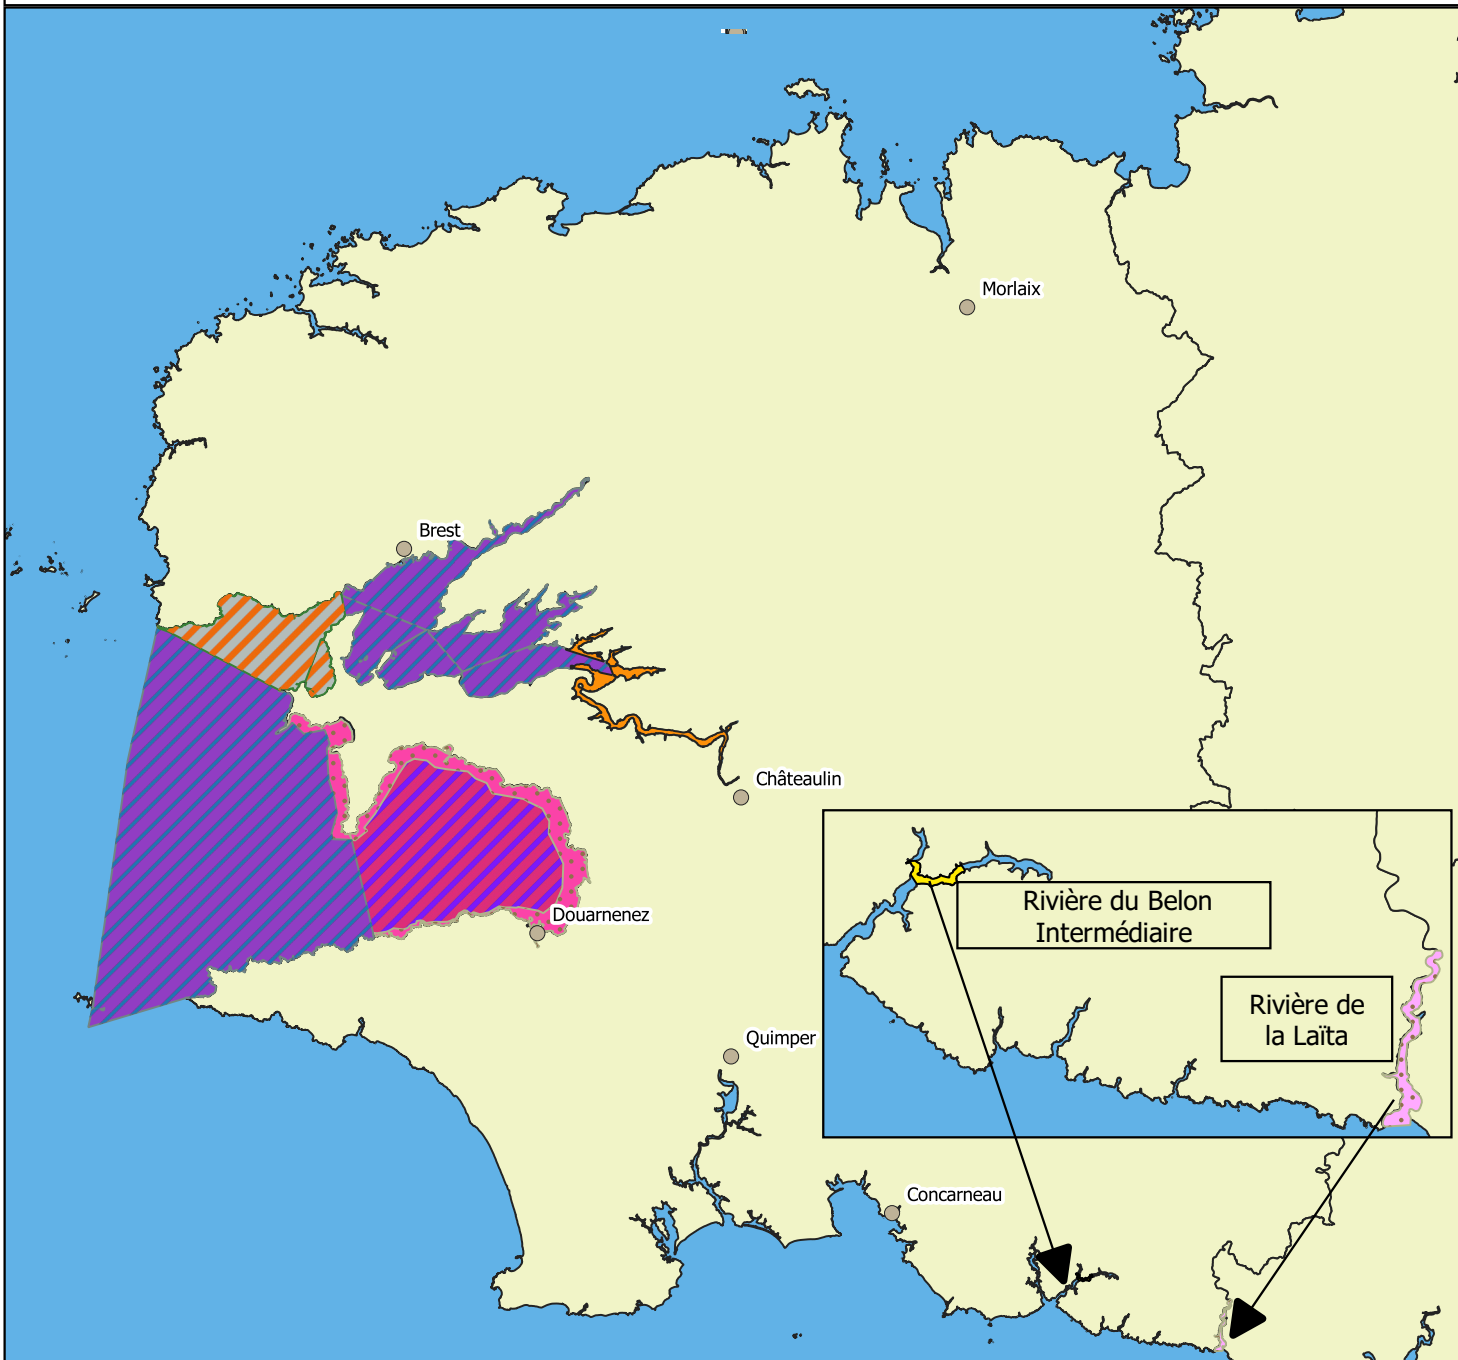 Morlaix
Brest
Châteaulin
Douarnenez
Rivière du Belon
Intermédiaire
Rivière de
la Laïta
Quimper
Concarneau